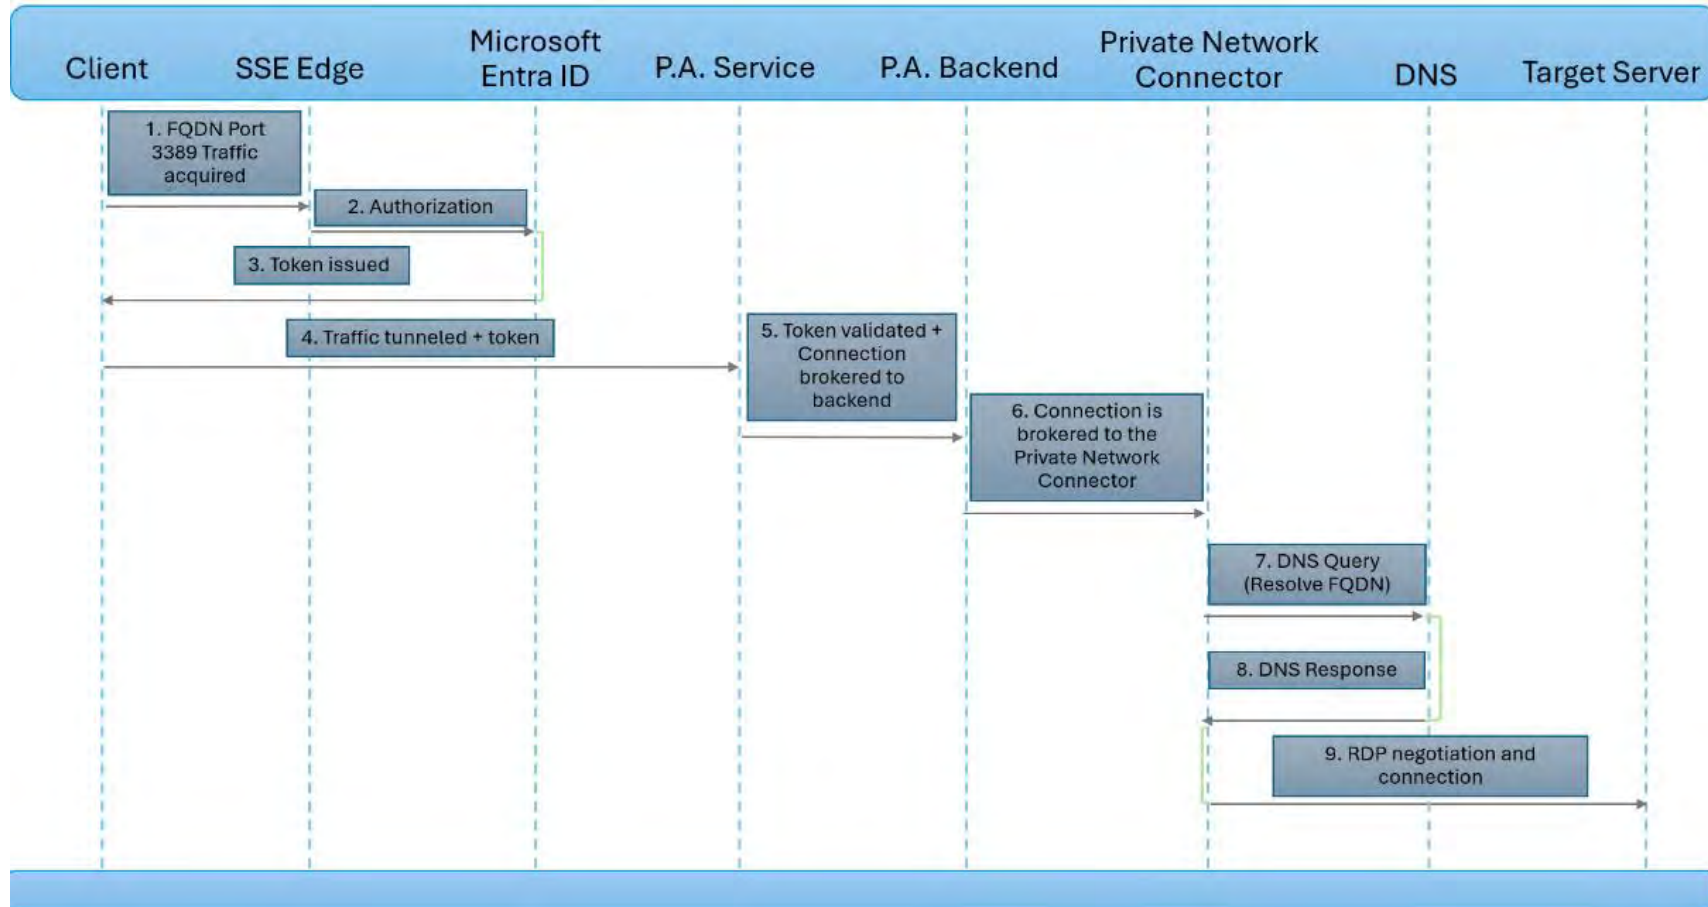 Client
SSE Edge
Microsoft
Entra ID
P.A. Service
P.A. Backend
Private Network
Connector
DNS
Target Server
1. FQDN Port
3389 Traffic
acquired
2. Authorization
3. Token issued
4. Traffic tunneled + token
5. Token validated +
Connection
brokered to
backend
6. Connection is
brokered to the
Private Network
Connector
7. DNS Query
(Resolve FQDN)
8. DNS Response
9. RDP negotiation and
connection